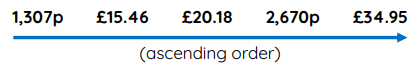 1,307p £15.46 £20.18 2,670p £34.95
(ascending order)